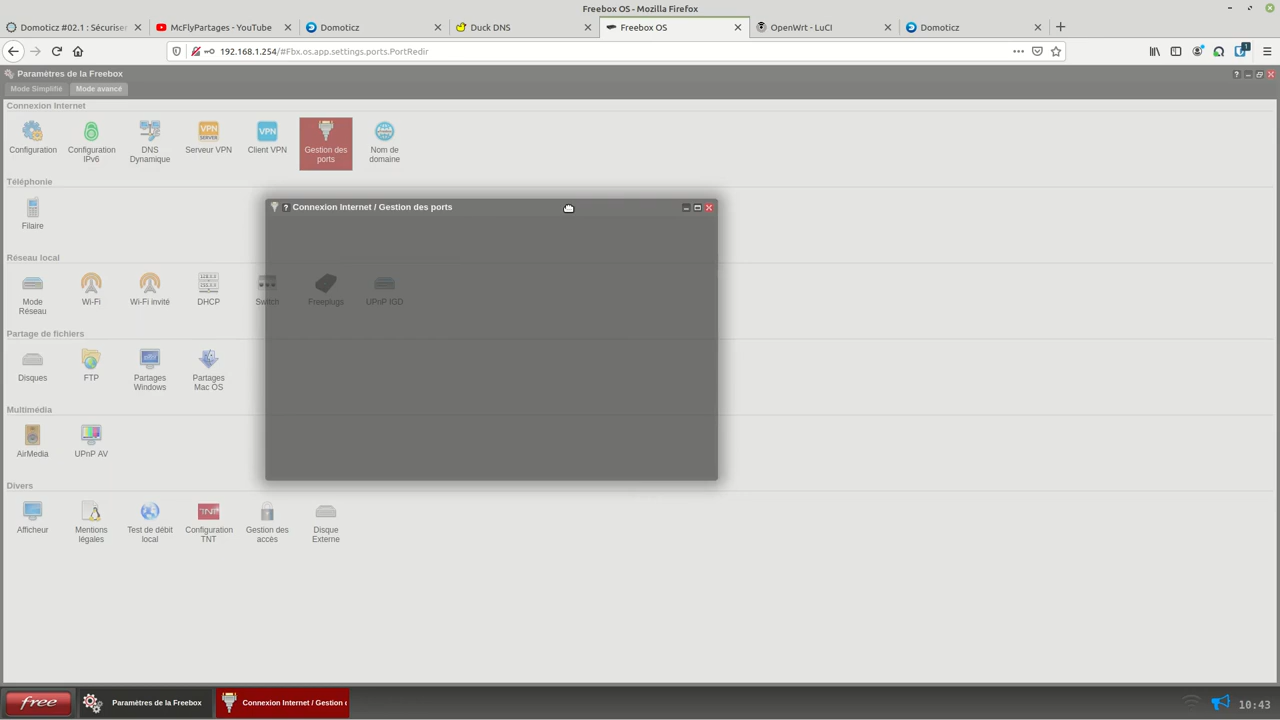 Freebox OS - Mozilla Firefox
Domoticz #02.1 : Sécuriser
McFlyPartages - YouTube
Domoticz
Duck DNS
Freebox OS
OpenWrt - LuCI
Domoticz
192.168.1.254/#Fbx.os.app.settings.ports.PortRedir
1
Paramètres de la Freebox
Mode Simplifié
Mode avancé
Connexion Internet
Configuration
Configuration IPv6
DNS Dynamique
Serveur VPN
Client VPN
Gestion des ports
Nom de domaine
Téléphonie
Filaire
Connexion Internet / Gestion des ports
Réseau local
Mode Réseau
Wi-Fi
Wi-Fi invité
DHCP
Switch
Freeplugs
UPnP IGD
Partage de fichiers
Disques
FTP
Partages Windows
Partages Mac OS
Multimédia
AirMedia
UPnP AV
Divers
Afficheur
Mentions légales
Test de débit local
Configuration TNT
Gestion des accès
Disque Externe
free
Paramètres de la Freebox
Connexion Internet / Gestion d
10:43